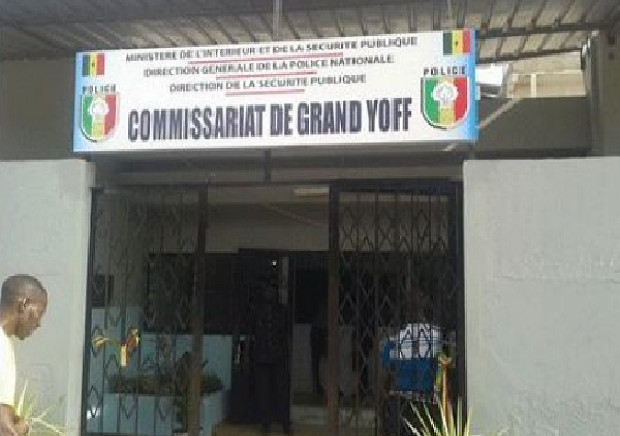 MINISTERE DE L'INTERIEUR ET DE LA SECURITE PUBLIQUE
DIRECTION GENERALE DE LA POLICE NATIONALE
DIRECTION DE LA SECURITE PUBLIQUE
POLICE
POLICE
COMMISSARIAT DE GRAND YOFF